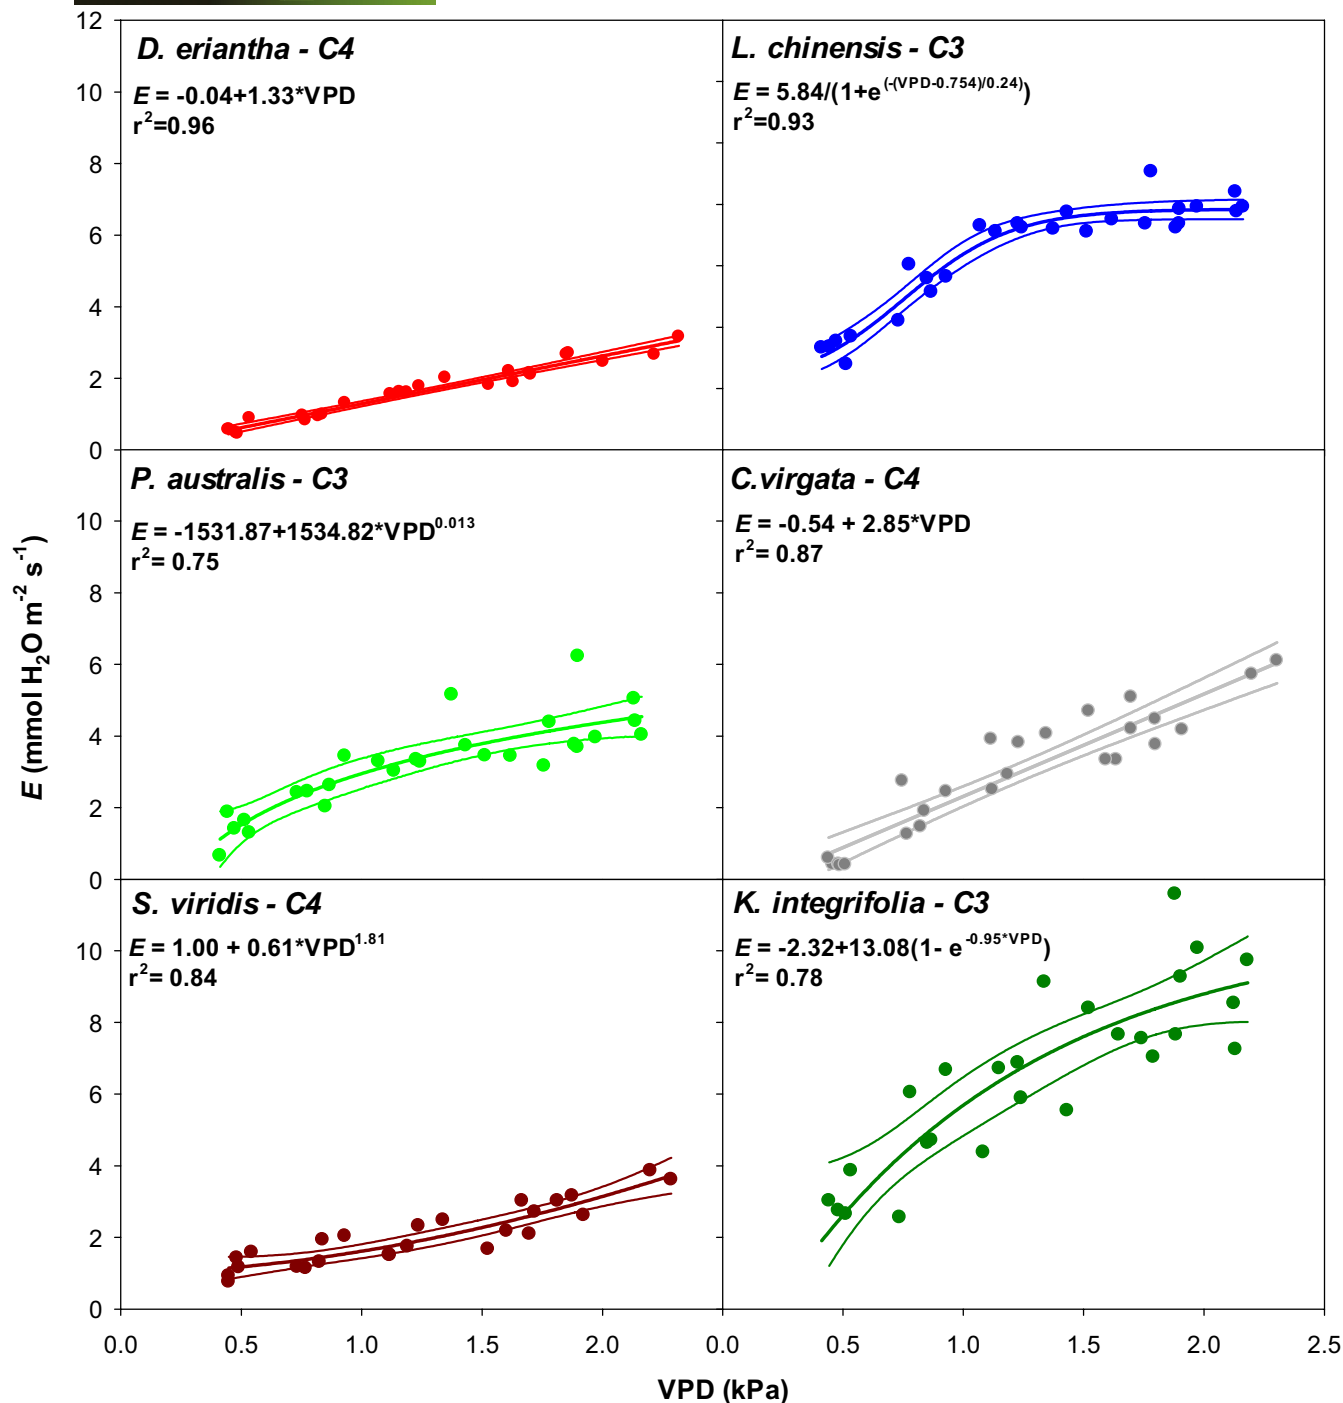 12
D. eriantha - C4
L. chinensis - C3
E = -0.04+1.33*VPD
r²=0.96
E = 5.84/(1+e^(-(VPD-0.754)/0.24))
r²=0.93
10
8
6
4
2
0
P. australis - C3
C.virgata - C4
E = -1531.87+1534.82*VPD^0.013
r²= 0.75
E = -0.54 + 2.85*VPD
r²= 0.87
10
8
6
4
2
0
E (mmol H₂O m⁻² s⁻¹)
S. viridis - C4
K. integrifolia - C3
E = 1.00 + 0.61*VPD^1.81
r²= 0.84
E = -2.32+13.08(1- e^-0.95*VPD)
r²= 0.78
10
8
6
4
2
0
0.0 0.5 1.0 1.5 2.0 0.0 0.5 1.0 1.5 2.0 2.5
VPD (kPa)